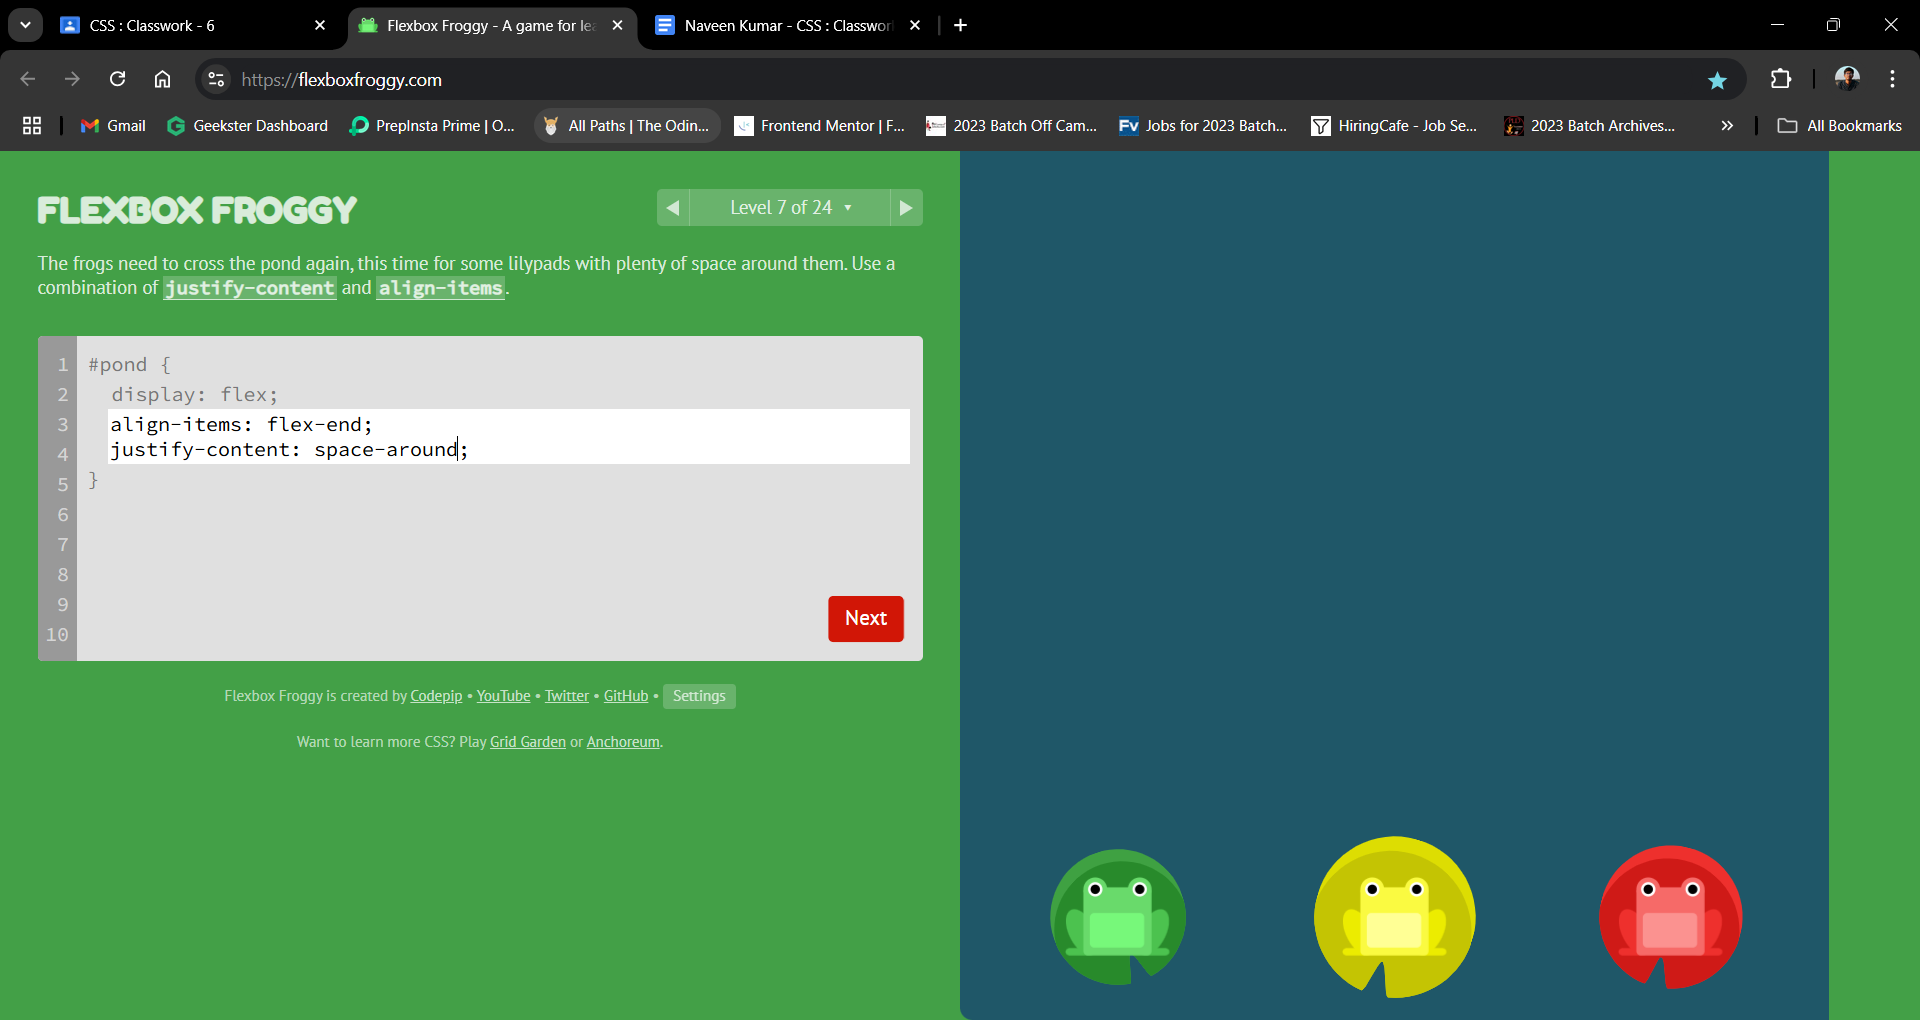 CSS : Classwork - 6
Flexbox Froggy - A game for le
Naveen Kumar - CSS : Classwor
https://flexboxfroggy.com
Gmail
Geekster Dashboard
PrepInsta Prime | O...
All Paths | The Odin...
Frontend Mentor | F...
2023 Batch Off Cam...
Fv Jobs for 2023 Batch...
HiringCafe - Job Se...
2023 Batch Archives...
All Bookmarks
FLEXBOX FROGGY
Level 7 of 24
The frogs need to cross the pond again, this time for some lilypads with plenty of space around them. Use a
combination of justify-content and align-items.
1 #pond {
2 display: flex;
3 align-items: flex-end;
4 justify-content: space-around;
5 }
6
7
8
9
10
Next
Flexbox Froggy is created by Codepip • YouTube • Twitter • GitHub • Settings
Want to learn more CSS? Play Grid Garden or Anchoreum.